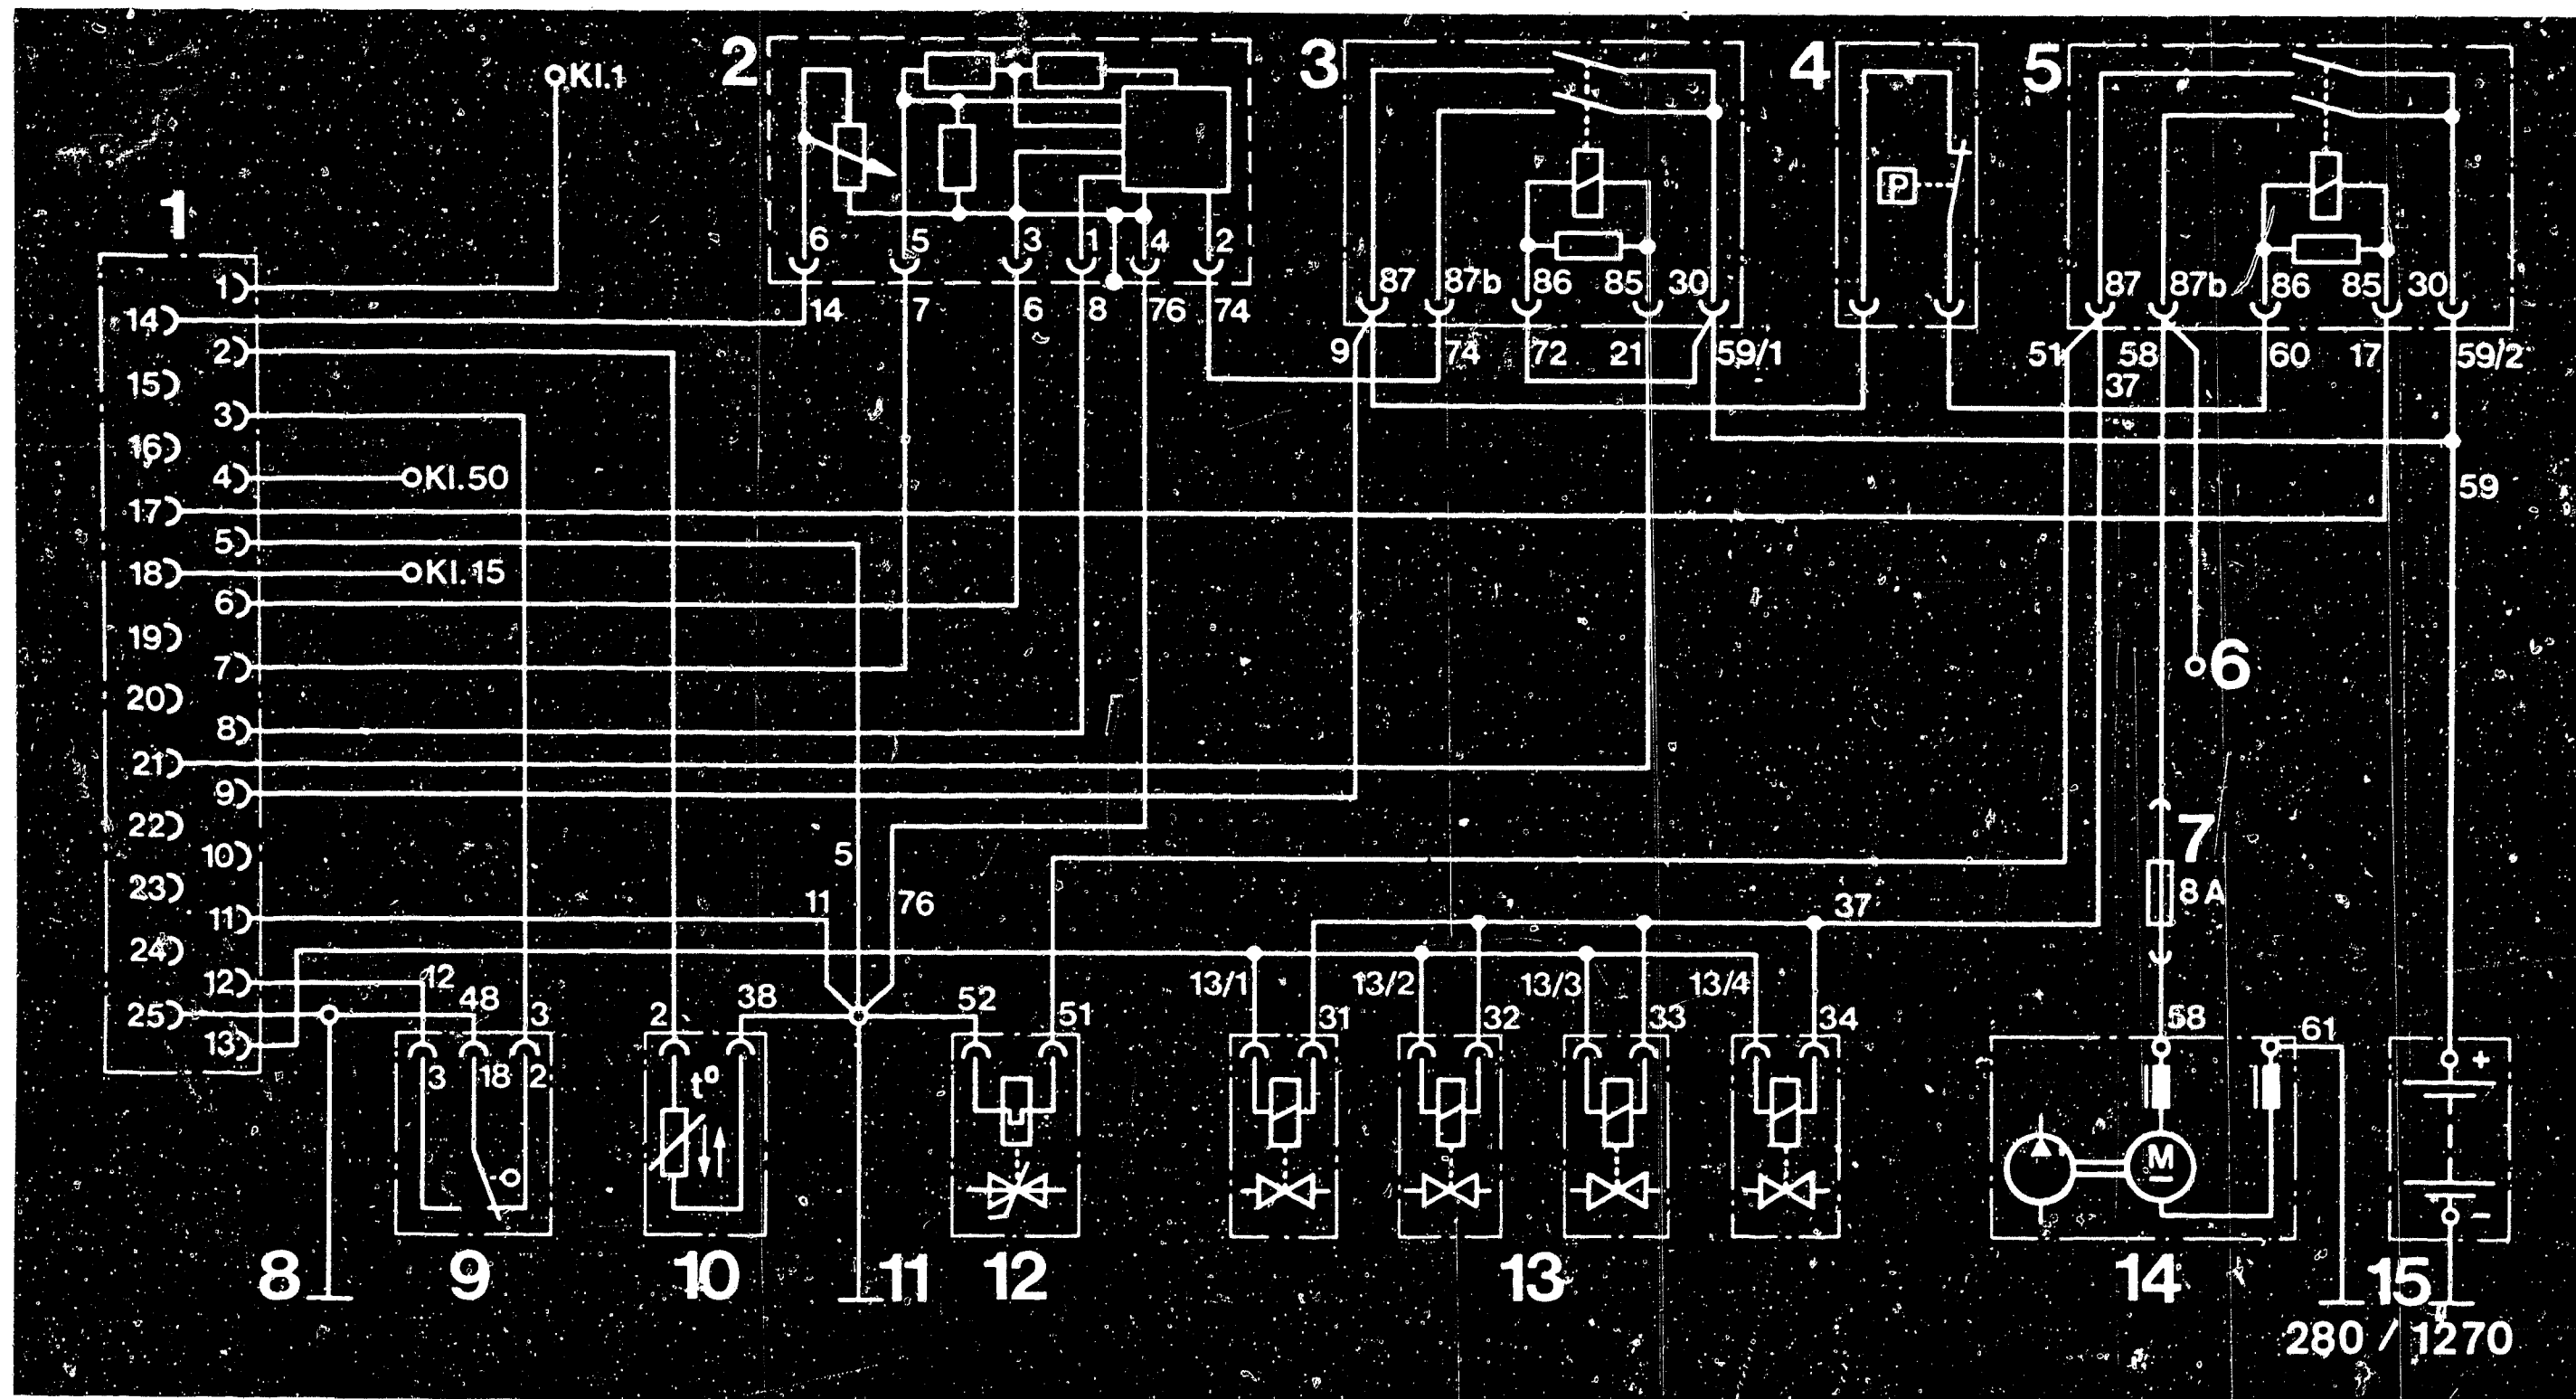 2 3 4 5
Kl.1
P
1
6 5 3 1 4 2
87 87b 86 85 30
87 87b 86 85 30
1
14 14 7 6 8 76 74
2 9 74 72 21 59/1
51 58 60 17 59/2
15
37
3
16
4 Kl.50
59
17
5
18 Kl.15
6
19
7 6
20
8
21
9
22 7
10 5
23 8 A
11 11 76
37
24
12 12 13/1 13/2 13/3 13/4
48 3 2 38 52 51 31 32 33 34 58 61
25
13
3 18 2 t° +
M
−
8 9 10 11 12 13 14 15
280 / 1270